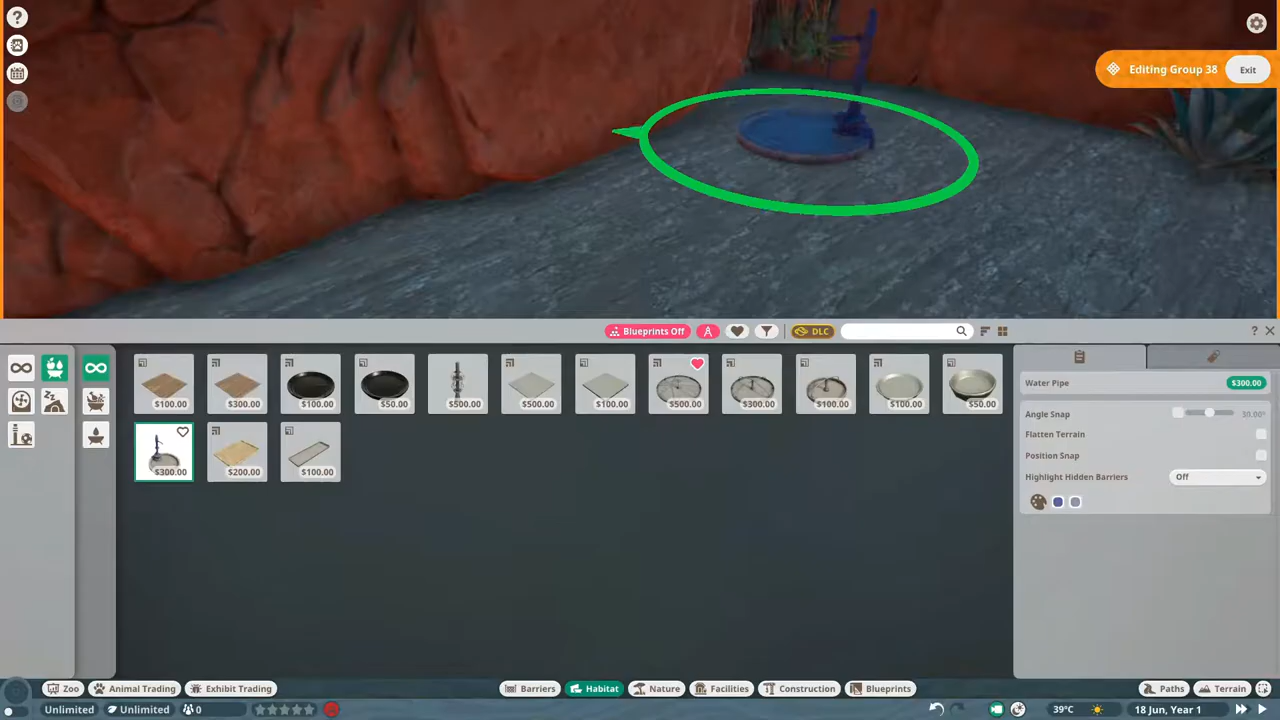 ?
Editing Group 38
Exit
Blueprints Off
DLC
?
$100.00
$300.00
$100.00
$50.00
$500.00
$500.00
$100.00
$500.00
$300.00
$100.00
$100.00
$50.00
$300.00
$200.00
$100.00
Water Pipe
$300.00
Angle Snap
30.00°
Flatten Terrain
Position Snap
Highlight Hidden Barriers
Off
Zoo
Animal Trading
Exhibit Trading
Barriers
Habitat
Nature
Facilities
Construction
Blueprints
Paths
Terrain
Unlimited
Unlimited
0
39°C
18 Jun, Year 1